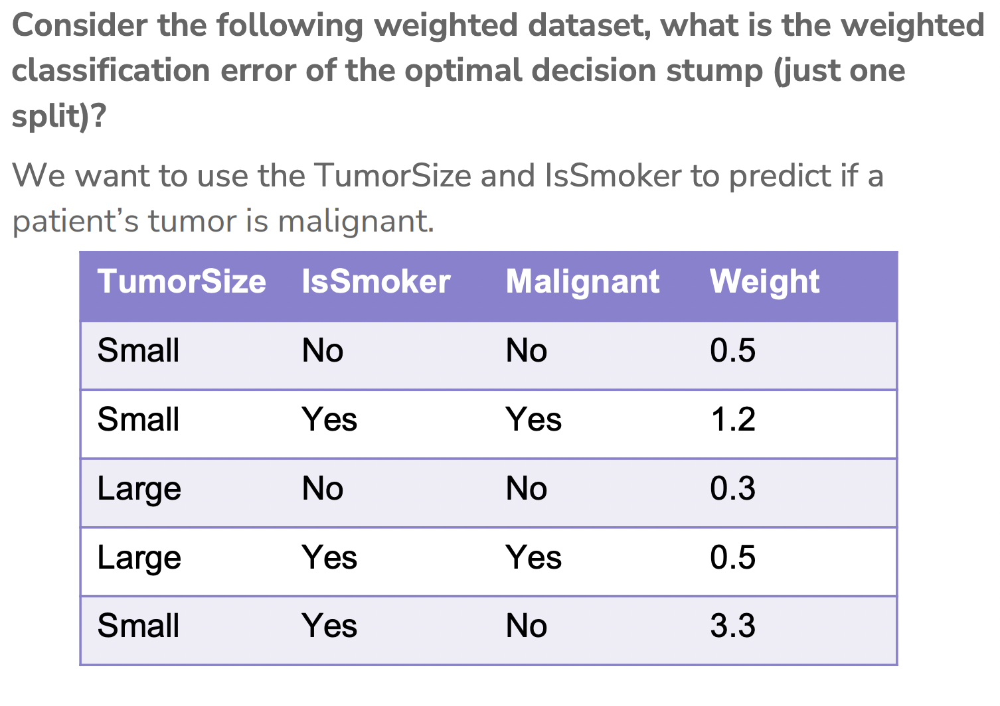 Consider the following weighted dataset, what is the weighted
classification error of the optimal decision stump (just one
split)?
We want to use the TumorSize and IsSmoker to predict if a
patient’s tumor is malignant.
TumorSize IsSmoker Malignant Weight
Small No No 0.5
Small Yes Yes 1.2
Large No No 0.3
Large Yes Yes 0.5
Small Yes No 3.3